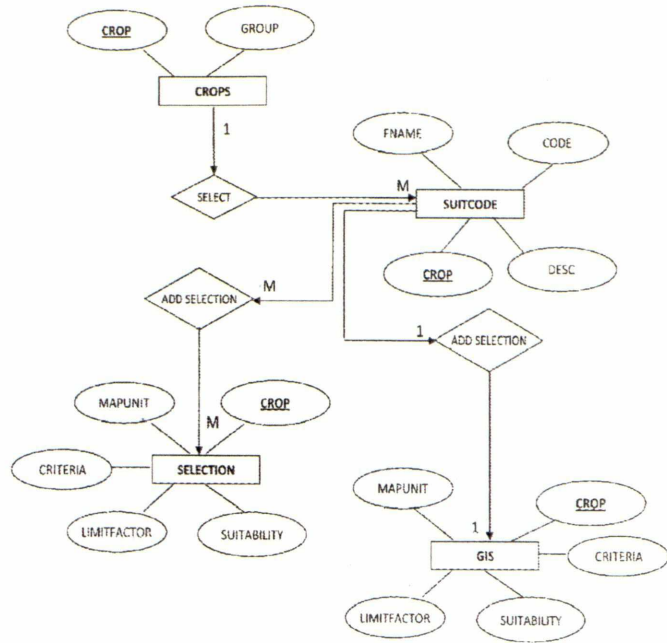 CROP
GROUP
CROPS
1
SELECT
M
FNAME
CODE
SUITCODE
CROP
DESC
ADD SELECTION
M
1
ADD SELECTION
MAPUNIT
CROP
M
CRITERIA
SELECTION
LIMITFACTOR
SUITABILITY
MAPUNIT
CROP
1
GIS
CRITERIA
LIMITFACTOR
SUITABILITY